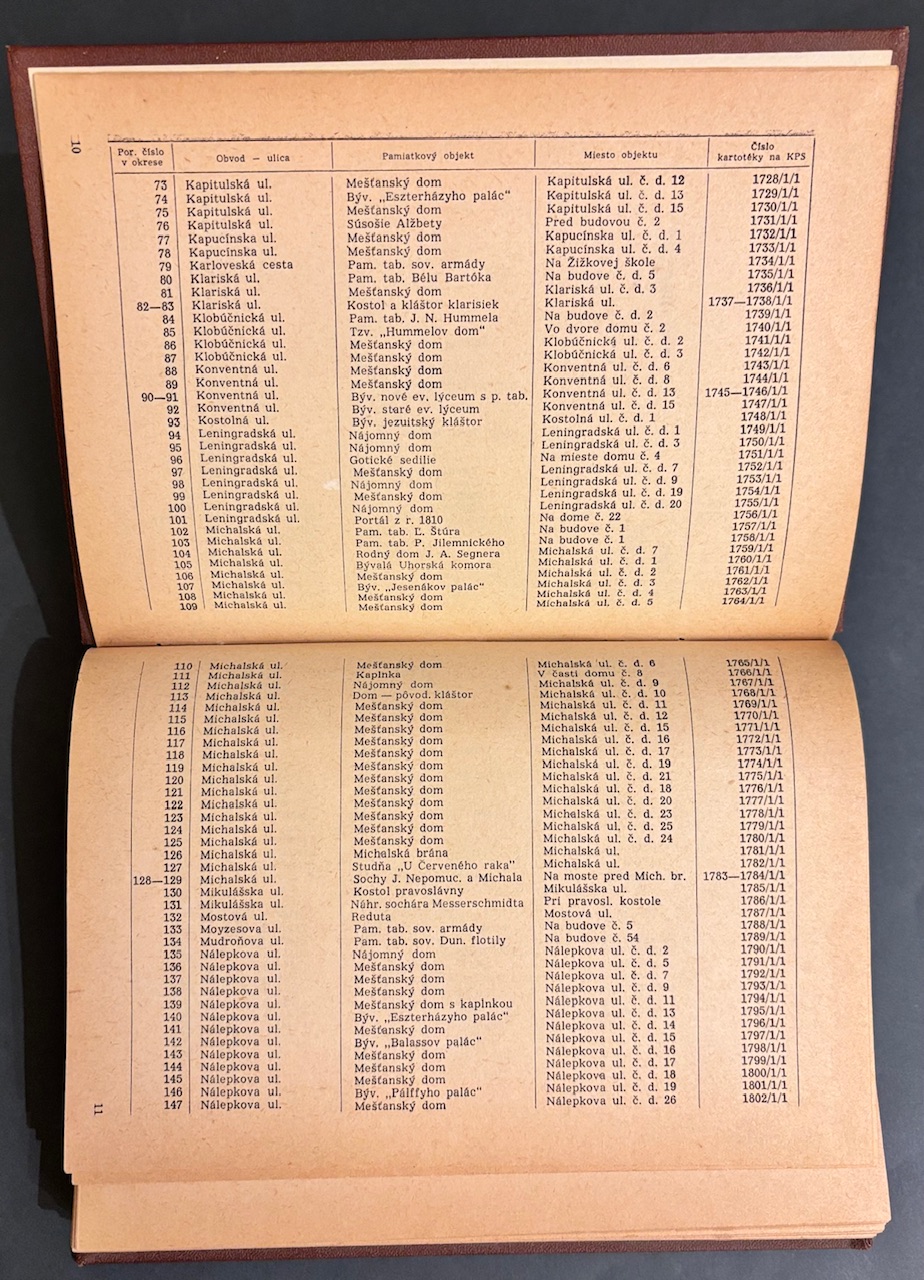 10
Por. číslo v okrese Obvod — ulica Pamiatkový objekt Miesto objektu Číslo kartotéky na KPS
73 Kapitulská ul. Mešťanský dom Kapitulská ul. č. d. 12 1728/1/1
74 Kapitulská ul. Býv. „Eszterházyho palác" Kapitulská ul. č. d. 13 1729/1/1
75 Kapitulská ul. Mešťanský dom Kapitulská ul. č. d. 15 1730/1/1
76 Kapitulská ul. Súsošie Alžbety Pred budovou č. 2 1731/1/1
77 Kapucínska ul. Mešťanský dom Kapucínska ul. č. d. 1 1732/1/1
78 Kapucínska ul. Mešťanský dom Kapucínska ul. č. d. 4 1733/1/1
79 Karloveská cesta Pam. tab. sov. armády Na Žižkovej škole 1734/1/1
80 Klariská ul. Pam. tab. Bélu Bartóka Na budove č. d. 5 1735/1/1
81 Klariská ul. Mešťanský dom Klariská ul. č. d. 3 1736/1/1
82—83 Klariská ul. Kostol a kláštor klarisiek Klariská ul. 1737—1738/1/1
84 Klobúčnická ul. Pam. tab. J. N. Hummela Na budove č. d. 2 1739/1/1
85 Klobúčnická ul. Tzv. „Hummelov dom" Vo dvore domu č. 2 1740/1/1
86 Klobúčnická ul. Mešťanský dom Klobúčnická ul. č. d. 2 1741/1/1
87 Klobúčnická ul. Mešťanský dom Klobúčnická ul. č. d. 3 1742/1/1
88 Konventná ul. Mešťanský dom Konventná ul. č. d. 6 1743/1/1
89 Konventná ul. Mešťanský dom Konventná ul. č. d. 8 1744/1/1
90—91 Konventná ul. Býv. nové ev. lýceum s p. tab. Konventná ul. č. d. 13 1745—1746/1/1
92 Konventná ul. Býv. staré ev. lýceum Konventná ul. č. d. 15 1747/1/1
93 Kostolná ul. Býv. jezuitský kláštor Kostolná ul. č. d. 1 1748/1/1
94 Leningradská ul. Nájomný dom Leningradská ul. č. d. 1 1749/1/1
95 Leningradská ul. Nájomný dom Leningradská ul. č. d. 3 1750/1/1
96 Leningradská ul. Gotické sedílie Na mieste domu č. 4 1751/1/1
97 Leningradská ul. Mešťanský dom Leningradská ul. č. d. 7 1752/1/1
98 Leningradská ul. Nájomný dom Leningradská ul. č. d. 9 1753/1/1
99 Leningradská ul. Mešťanský dom Leningradská ul. č. d. 19 1754/1/1
100 Leningradská ul. Nájomný dom Leningradská ul. č. d. 20 1755/1/1
101 Leningradská ul. Portál z r. 1810 Na dome č. 22 1756/1/1
102 Michalská ul. Pam. tab. Ľ. Štúra Na budove č. 1 1757/1/1
103 Michalská ul. Pam. tab. P. Jilemnického Na budove č. 1 1758/1/1
104 Michalská ul. Rodný dom J. A. Segnera Michalská ul. č. d. 7 1759/1/1
105 Michalská ul. Bývalá Uhorská komora Michalská ul. č. d. 1 1760/1/1
106 Michalská ul. Mešťanský dom Michalská ul. č. d. 2 1761/1/1
107 Michalská ul. Býv. „Jesenákov palác" Michalská ul. č. d. 3 1762/1/1
108 Michalská ul. Mešťanský dom Michalská ul. č. d. 4 1763/1/1
109 Michalská ul. Mešťanský dom Michalská ul. č. d. 5 1764/1/1
110 Michalská ul. Mešťanský dom Michalská ul. č. d. 6 1765/1/1
111 Michalská ul. Kaplnka V časti domu č. 8 1766/1/1
112 Michalská ul. Nájomný dom Michalská ul. č. d. 9 1767/1/1
113 Michalská ul. Dom — pôvod. kláštor Michalská ul. č. d. 10 1768/1/1
114 Michalská ul. Mešťanský dom Michalská ul. č. d. 11 1769/1/1
115 Michalská ul. Mešťanský dom Michalská ul. č. d. 12 1770/1/1
116 Michalská ul. Mešťanský dom Michalská ul. č. d. 15 1771/1/1
117 Michalská ul. Mešťanský dom Michalská ul. č. d. 16 1772/1/1
118 Michalská ul. Mešťanský dom Michalská ul. č. d. 17 1773/1/1
119 Michalská ul. Mešťanský dom Michalská ul. č. d. 19 1774/1/1
120 Michalská ul. Mešťanský dom Michalská ul. č. d. 21 1775/1/1
121 Michalská ul. Mešťanský dom Michalská ul. č. d. 18 1776/1/1
122 Michalská ul. Mešťanský dom Michalská ul. č. d. 20 1777/1/1
123 Michalská ul. Mešťanský dom Michalská ul. č. d. 23 1778/1/1
124 Michalská ul. Mešťanský dom Michalská ul. č. d. 25 1779/1/1
125 Michalská ul. Mešťanský dom Michalská ul. č. d. 24 1780/1/1
126 Michalská ul. Michalská brána Michalská ul. 1781/1/1
127 Michalská ul. Studňa „U Červeného raka" Michalská ul. 1782/1/1
128—129 Michalská ul. Sochy J. Nepomuc. a Michala Na moste pred Mich. br. 1783—1784/1/1
130 Mikulášska ul. Kostol pravoslávny Mikulášska ul. 1785/1/1
131 Mikulášska ul. Náhr. sochára Messerschmidta Pri pravosl. kostole 1786/1/1
132 Mostová ul. Reduta Mostová ul. 1787/1/1
133 Moyzesova ul. Pam. tab. sov. armády Na budove č. 5 1788/1/1
134 Mudroňova ul. Pam. tab. sov. Dun. flotily Na budove č. 54 1789/1/1
135 Nálepkova ul. Nájomný dom Nálepkova ul. č. d. 2 1790/1/1
136 Nálepkova ul. Mešťanský dom Nálepkova ul. č. d. 5 1791/1/1
137 Nálepkova ul. Mešťanský dom Nálepkova ul. č. d. 7 1792/1/1
138 Nálepkova ul. Mešťanský dom Nálepkova ul. č. d. 9 1793/1/1
139 Nálepkova ul. Mešťanský dom s kaplnkou Nálepkova ul. č. d. 11 1794/1/1
140 Nálepkova ul. Býv. „Eszterházyho palác" Nálepkova ul. č. d. 13 1795/1/1
141 Nálepkova ul. Mešťanský dom Nálepkova ul. č. d. 14 1796/1/1
142 Nálepkova ul. Býv. „Balassov palác" Nálepkova ul. č. d. 15 1797/1/1
143 Nálepkova ul. Mešťanský dom Nálepkova ul. č. d. 16 1798/1/1
144 Nálepkova ul. Mešťanský dom Nálepkova ul. č. d. 17 1799/1/1
145 Nálepkova ul. Mešťanský dom Nálepkova ul. č. d. 18 1800/1/1
146 Nálepkova ul. Býv. „Pálffyho palác" Nálepkova ul. č. d. 19 1801/1/1
147 Nálepkova ul. Mešťanský dom Nálepkova ul. č. d. 26 1802/1/1
11